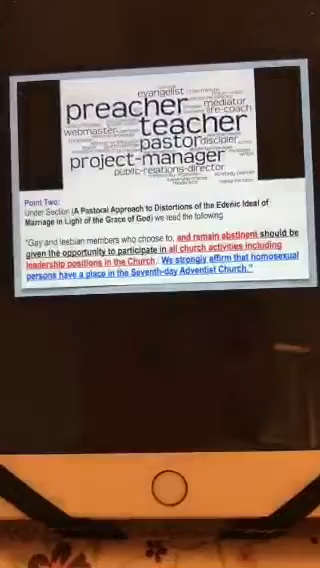 evangelist
preacher mediator
life-coach
webmaster teacher
pastor discipler
project-manager
public-relations-director
Point Two:
Under Section (A Pastoral Approach to Distortions of the Edenic Ideal of
Marriage in Light of the Grace of God) we read the following
"Gay and lesbian members who choose to, and remain abstinent should be
given the opportunity to participate in all church activities including
leadership positions in the Church. We strongly affirm that homosexual
persons have a place in the Seventh-day Adventist Church."